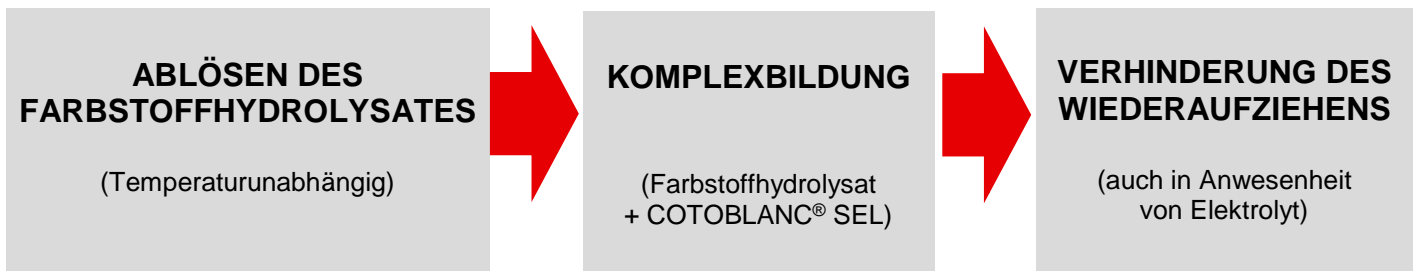 ABLÖSEN DES
FARBSTOFFHYDROLYSATES
(Temperaturunabhängig)
KOMPLEXBILDUNG
(Farbstoffhydrolysat
+ COTOBLANC® SEL)
VERHINDERUNG DES
WIEDERAUFZIEHENS
(auch in Anwesenheit
von Elektrolyt)